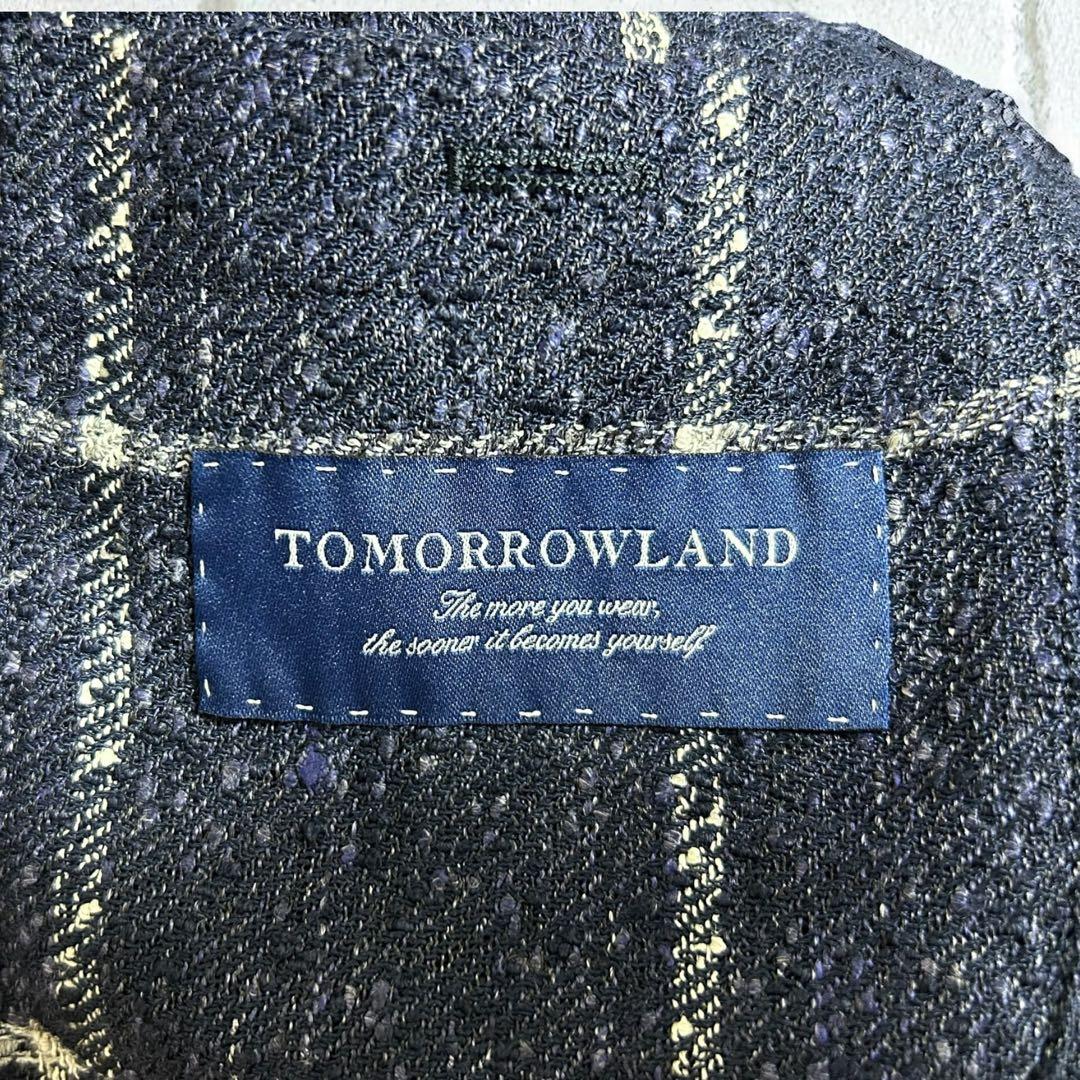 TOMORROWLAND
The more you wear,
the sooner it becomes yourself.